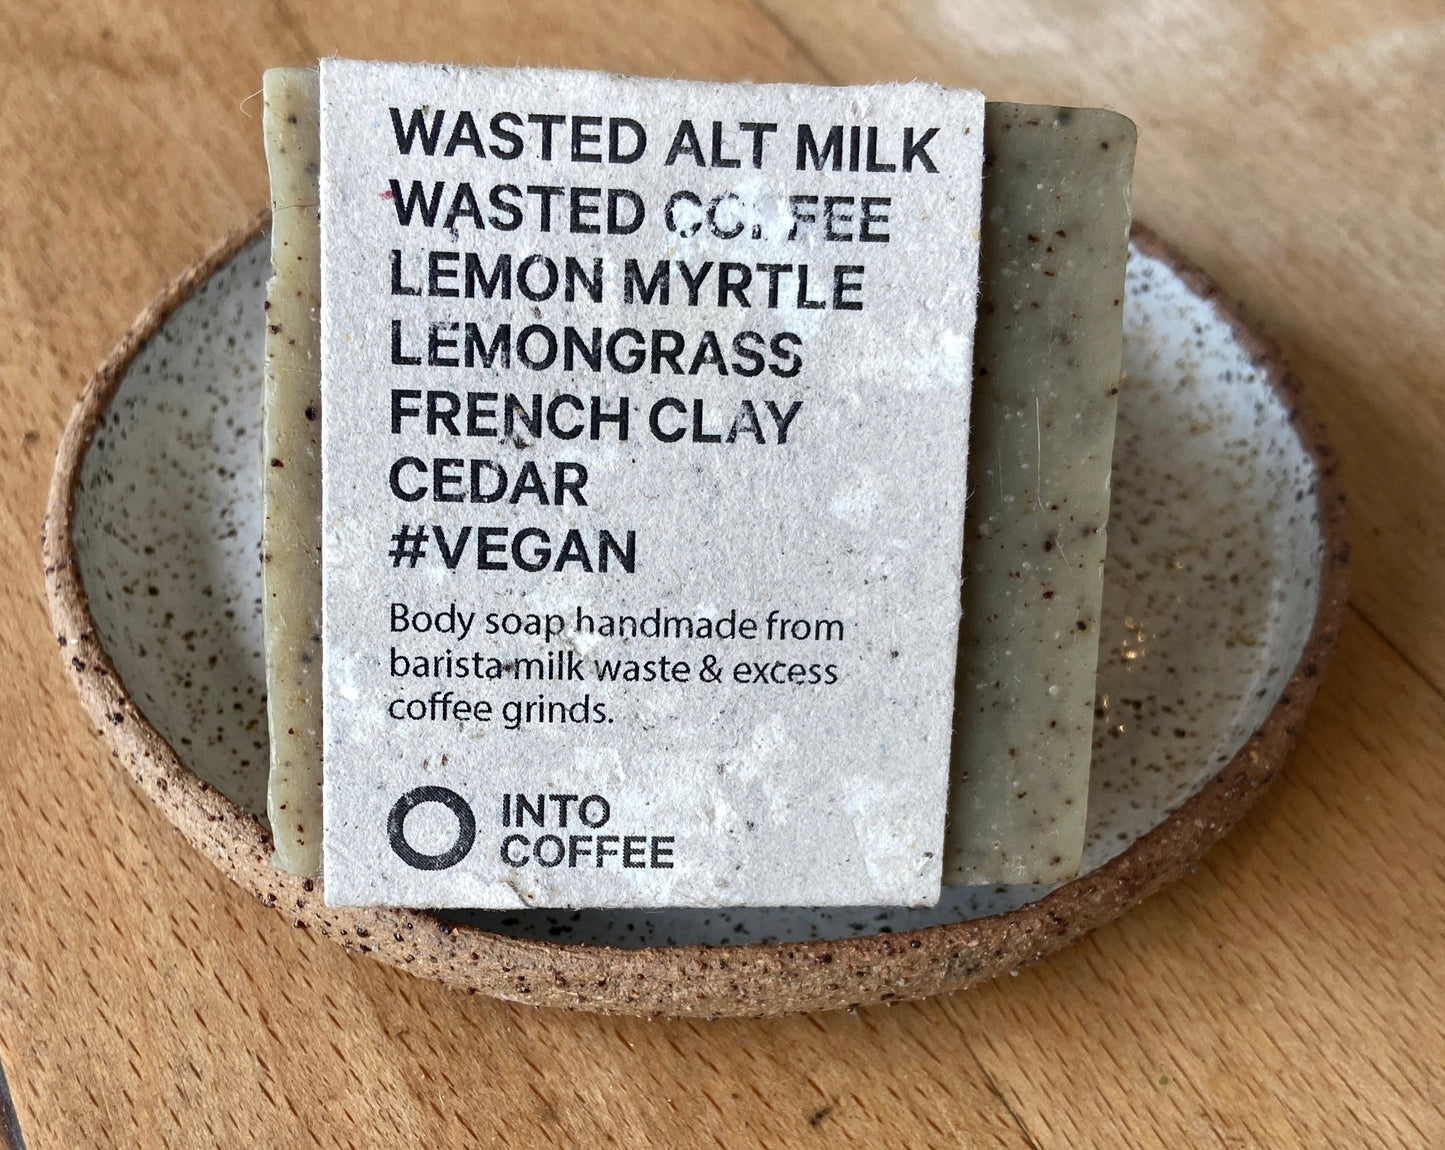 WASTED ALT MILK
WASTED COFFEE
LEMON MYRTLE
LEMONGRASS
FRENCH CLAY
CEDAR
#VEGAN
Body soap handmade from
barista milk waste & excess
coffee grinds.
INTO
COFFEE